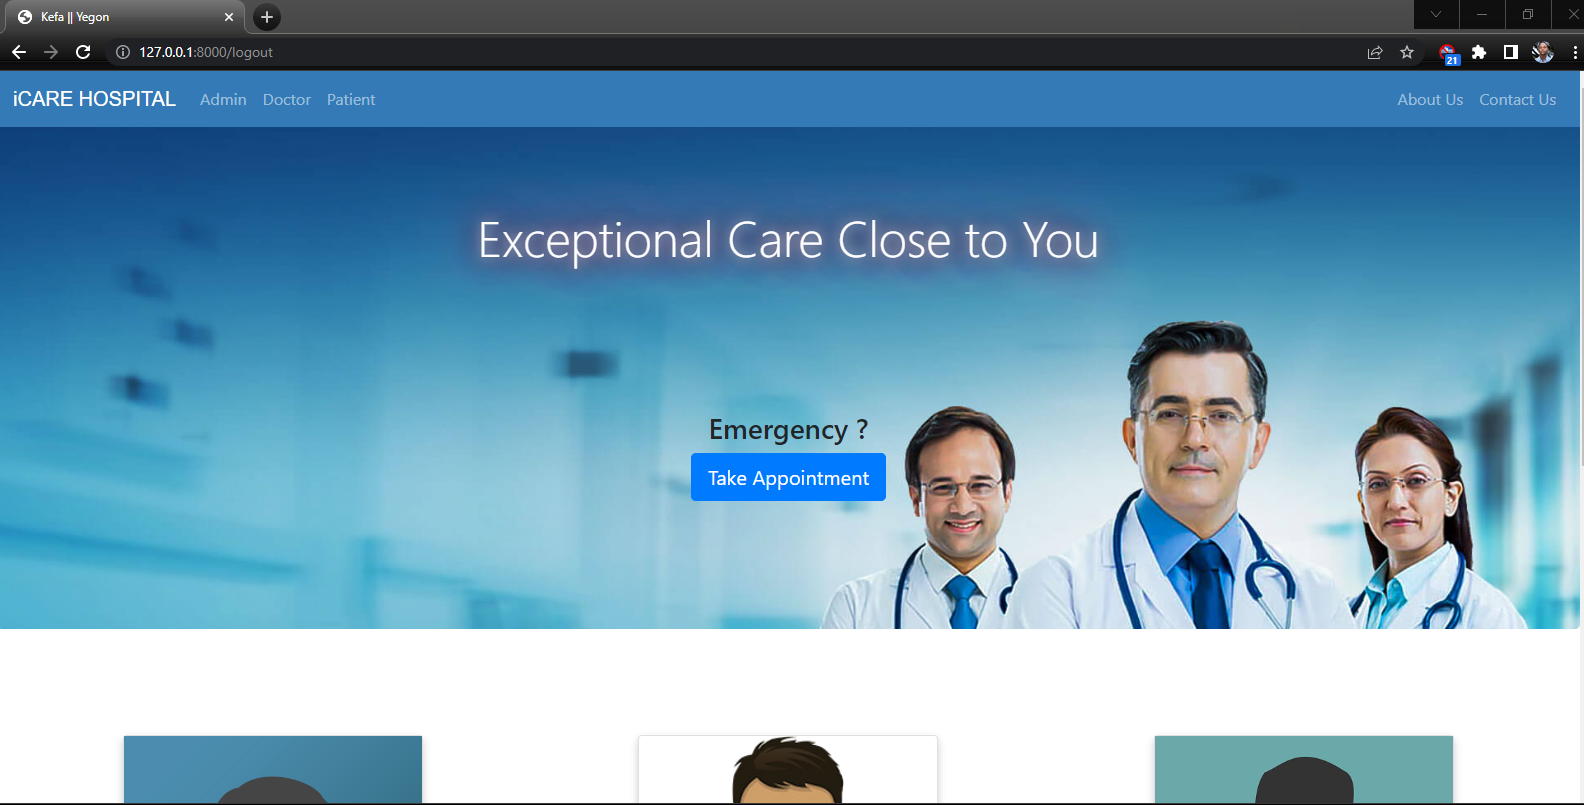 Kefa || Yegon
127.0.0.1:8000/logout
21
iCARE HOSPITAL Admin Doctor Patient About Us Contact Us
Exceptional Care Close to You
Emergency ?
Take Appointment